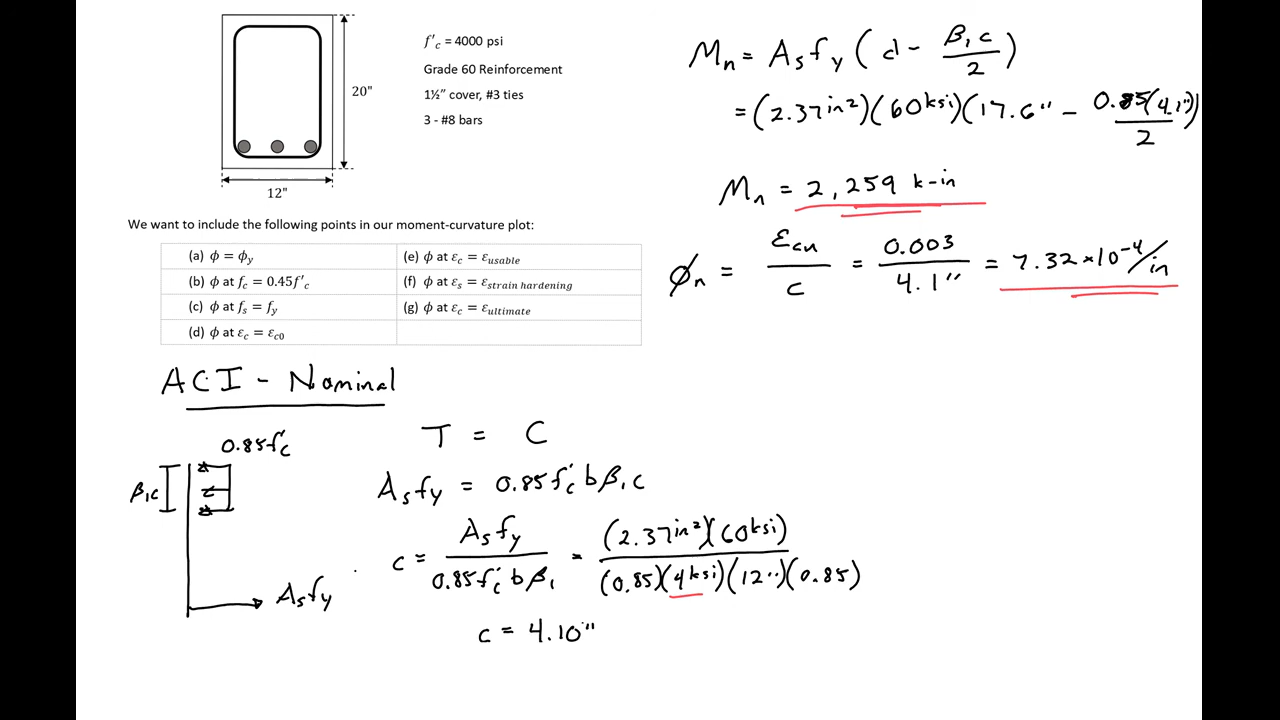 f'c = 4000 psi
Grade 60 Reinforcement
1½" cover, #3 ties
3 - #8 bars
20"
12"
We want to include the following points in our moment-curvature plot:
(a) ϕ = ϕy
(e) ϕ at εc = εusable
(b) ϕ at fc = 0.45f'c
(f) ϕ at εs = εstrain hardening
(c) ϕ at fs = fy
(g) ϕ at εc = εultimate
(d) ϕ at εc = εc0
ACI - Nominal
0.85f'c
β1c
Asfy
T = C
Asfy = 0.85f'c b β1c
c = Asfy / 0.85f'c b β1 = (2.37in²)(60ksi) / (0.85)(4ksi)(12")(0.85)
c = 4.10"
Mn = Asfy (d - β1c / 2)
= (2.37in²)(60ksi)(17.6" - 0.85(4.1") / 2)
Mn = 2,259 k-in
ϕn = εcu / c = 0.003 / 4.1" = 7.32×10⁻⁴/in